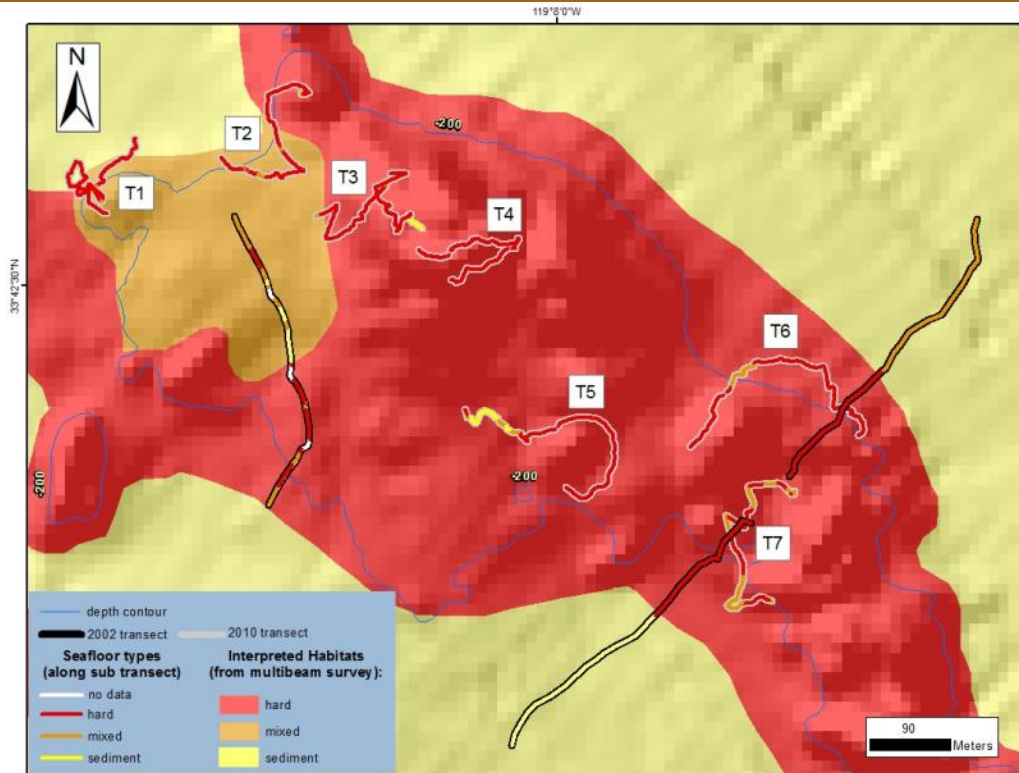 119°8'0"W
N
33°42'30"N
T1
T2
T3
T4
T5
T6
T7
-200
-200
-200
depth contour
2002 transect
2010 transect
Seafloor types
(along sub transect)
no data
hard
mixed
sediment
Interpreted Habitats
(from multibeam survey):
hard
mixed
sediment
90
Meters